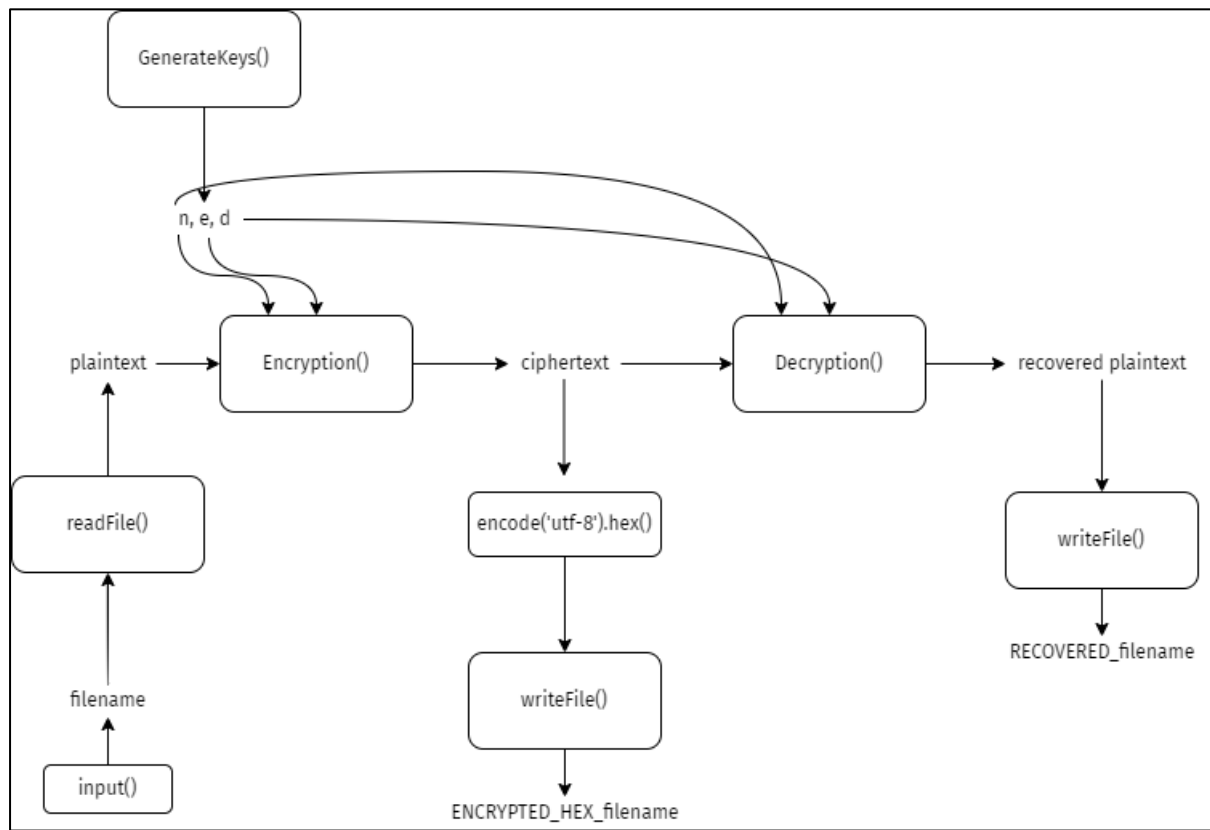 GenerateKeys()
n, e, d
plaintext
Encryption()
ciphertext
Decryption()
recovered plaintext
readFile()
encode('utf-8').hex()
writeFile()
RECOVERED_filename
filename
writeFile()
input()
ENCRYPTED_HEX_filename